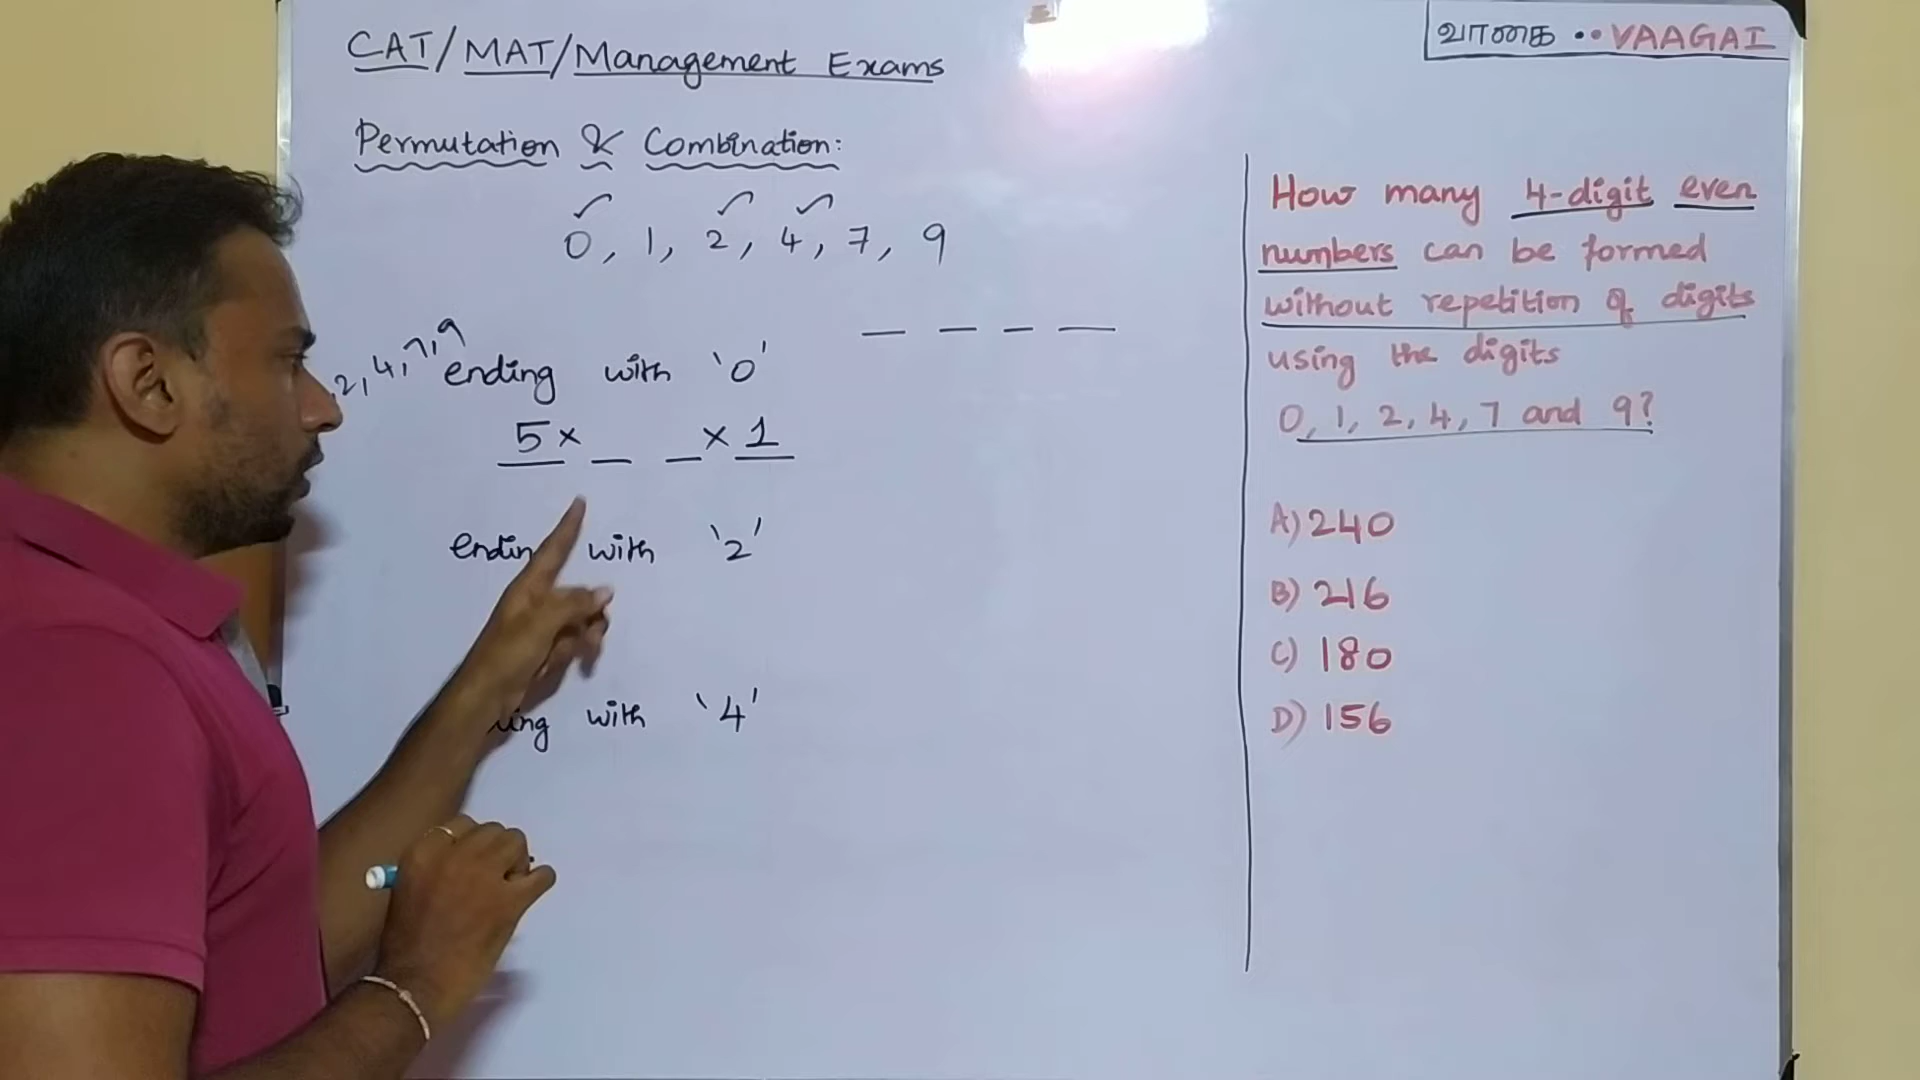 CAT/MAT/Management Exams
வாகை •• VAAGAI
Permutation & Combination:
0, 1, 2, 4, 7, 9
2, 4, 7, 9
ending with '0'
5 × _ _ × 1
ending with '2'
with '4'
_ _ _ _
How many 4-digit even
numbers can be formed
without repetition of digits
using the digits
0, 1, 2, 4, 7 and 9?
A) 240
B) 216
C) 180
D) 156